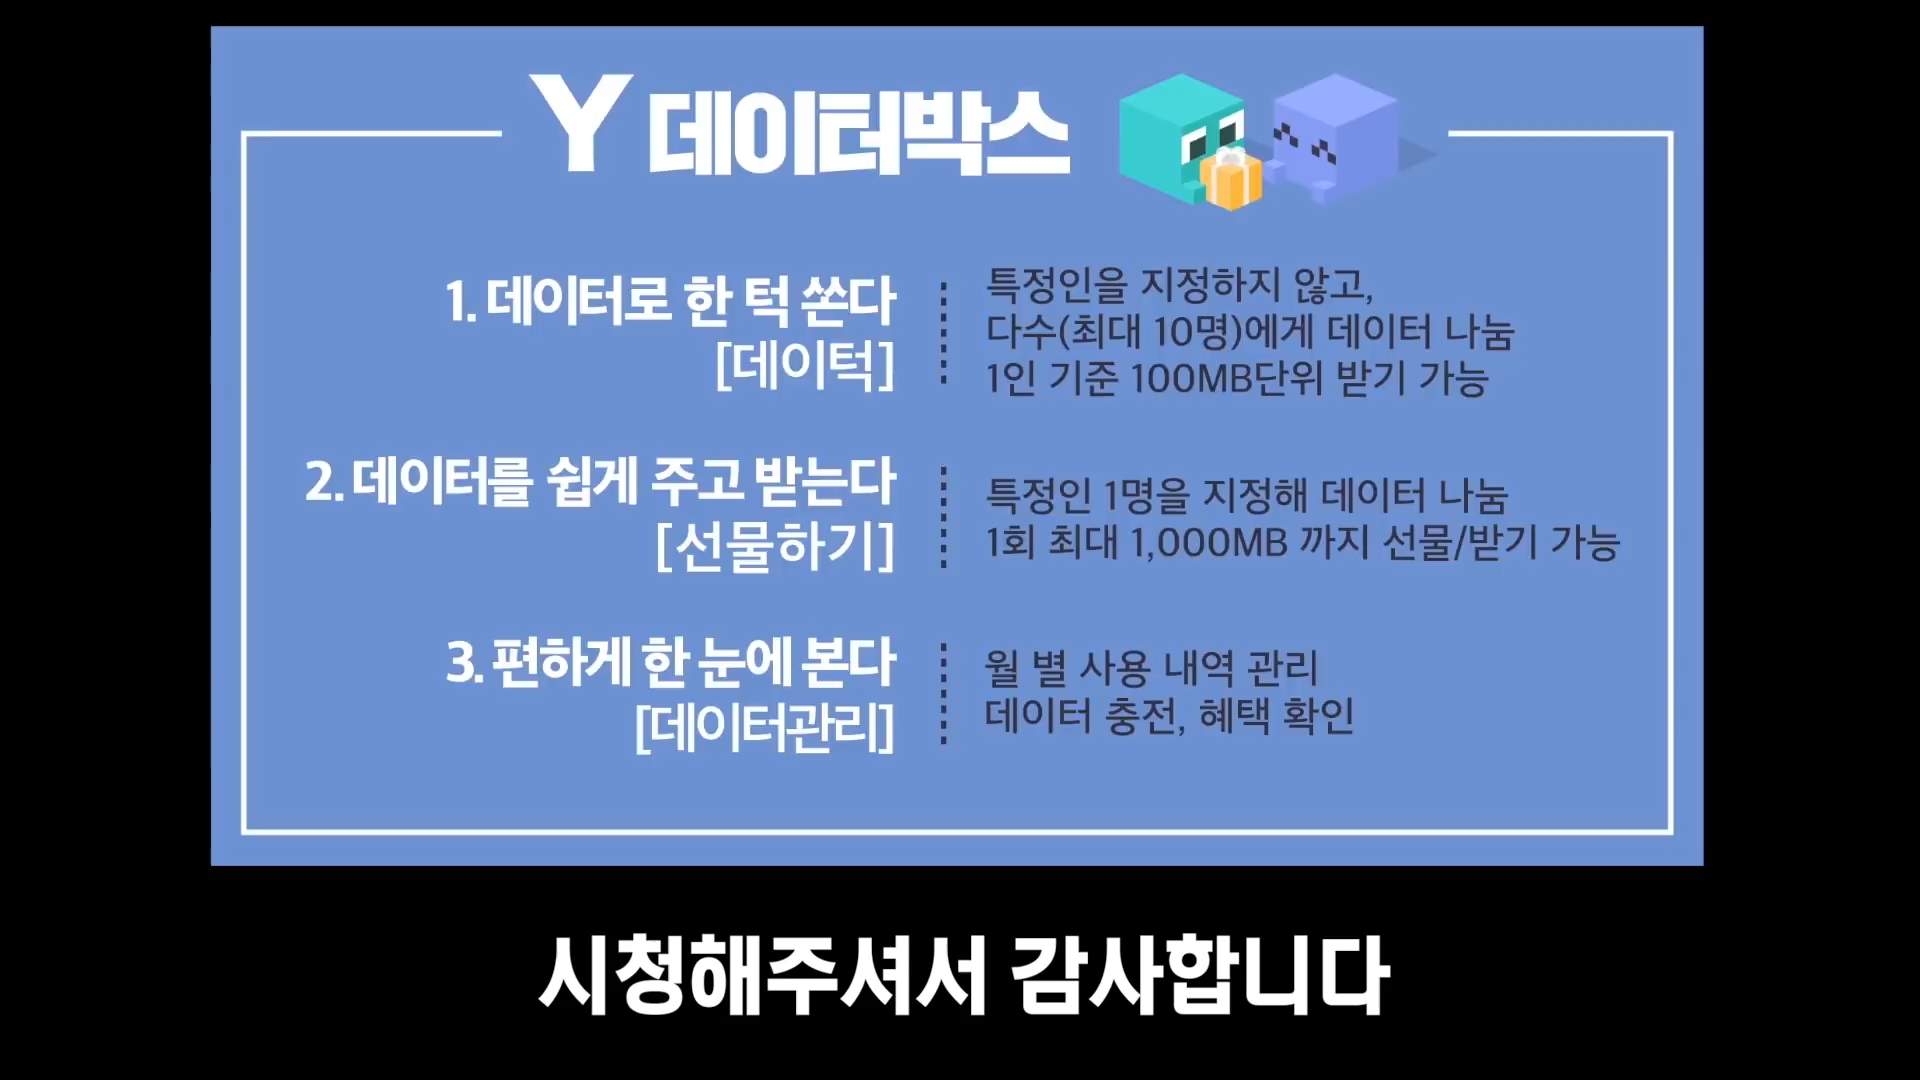 Y 데이터박스
1. 데이터로 한 턱 쏜다
[데이턱]
특정인을 지정하지 않고,
다수(최대 10명)에게 데이터 나눔
1인 기준 100MB단위 받기 가능
2. 데이터를 쉽게 주고 받는다
[선물하기]
특정인 1명을 지정해 데이터 나눔
1회 최대 1,000MB 까지 선물/받기 가능
3. 편하게 한 눈에 본다
[데이터관리]
월 별 사용 내역 관리
데이터 충전, 혜택 확인
시청해주셔서 감사합니다